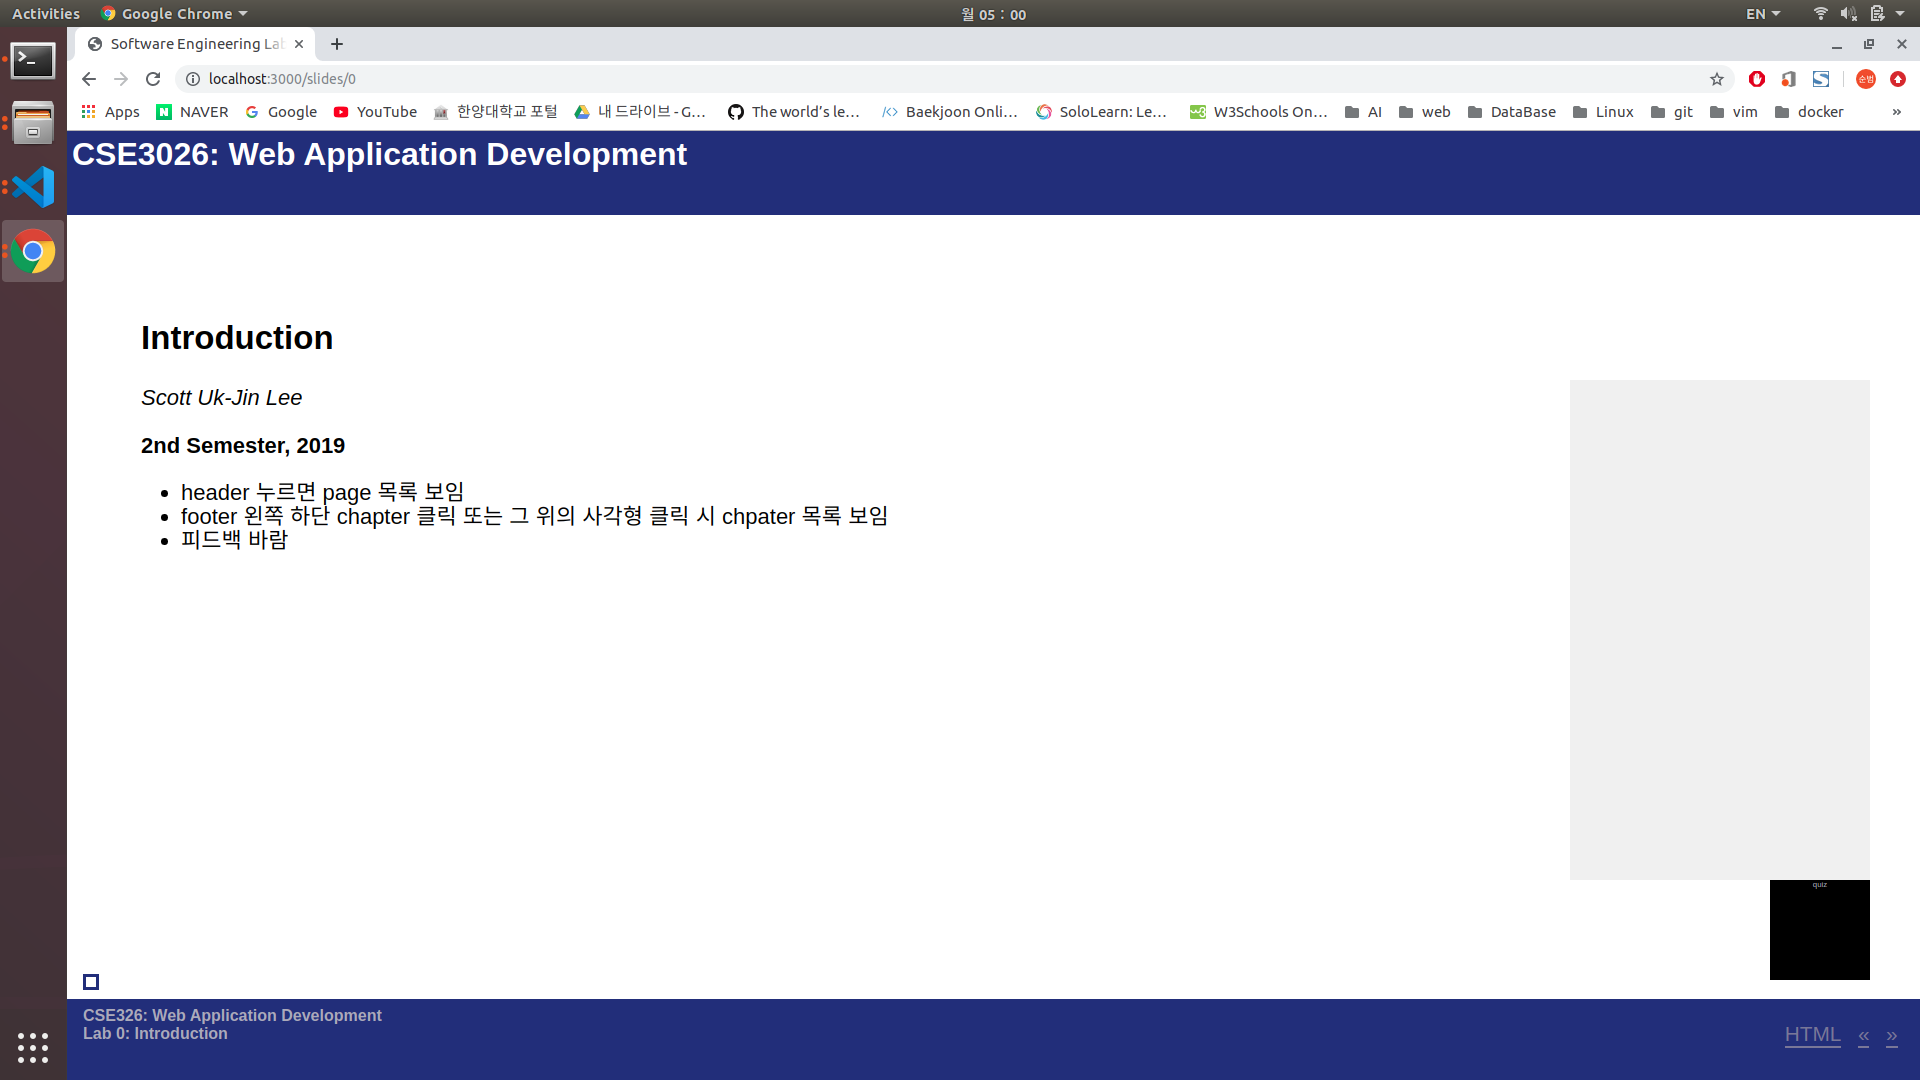 Activities
Google Chrome
월 05 : 00
EN
Software Engineering La
localhost:3000/slides/0
순범
Apps
NAVER
Google
YouTube
한양대학교 포털
내 드라이브 - G...
The world's le...
Baekjoon Onli...
SoloLearn: Le...
W3Schools On...
AI
web
DataBase
Linux
git
vim
docker
»
CSE3026: Web Application Development
Introduction
Scott Uk-Jin Lee
2nd Semester, 2019
header 누르면 page 목록 보임
footer 왼쪽 하단 chapter 클릭 또는 그 위의 사각형 클릭 시 chpater 목록 보임
피드백 바람
quiz
CSE326: Web Application Development
Lab 0: Introduction
HTML « »